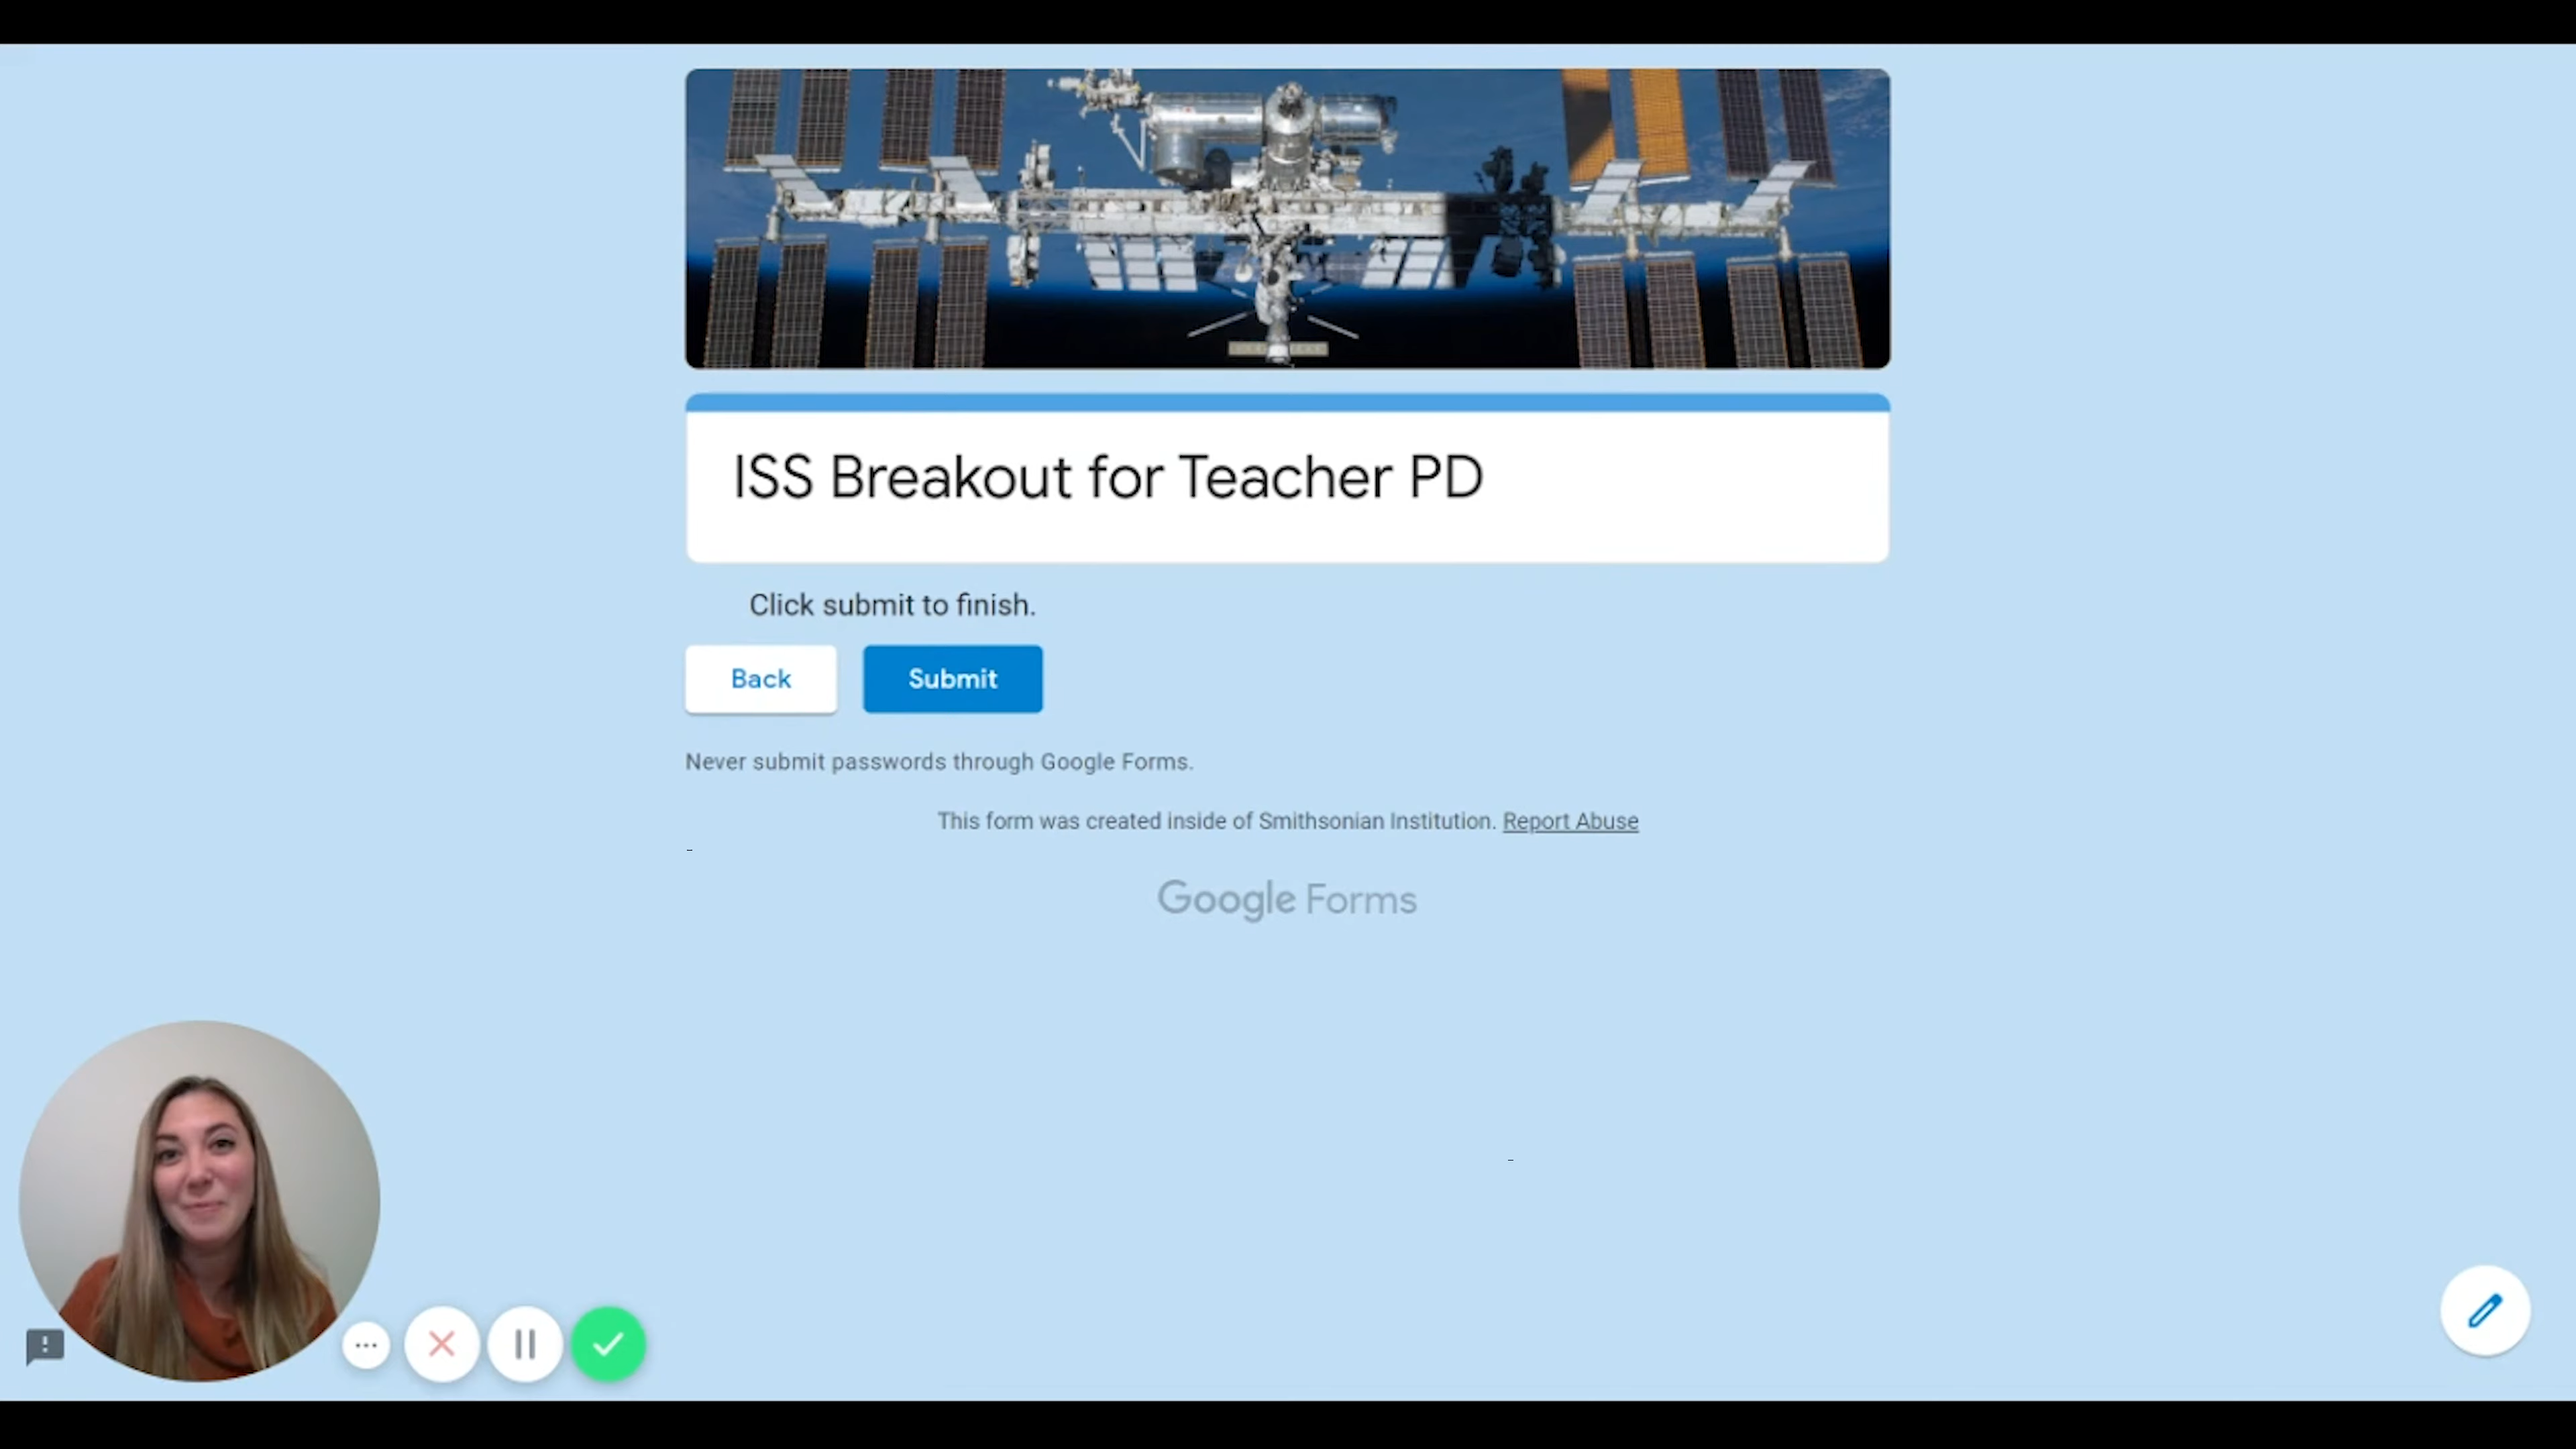 ISS Breakout for Teacher PD
Click submit to finish.
Back
Submit
Never submit passwords through Google Forms.
This form was created inside of Smithsonian Institution. Report Abuse
Google Forms